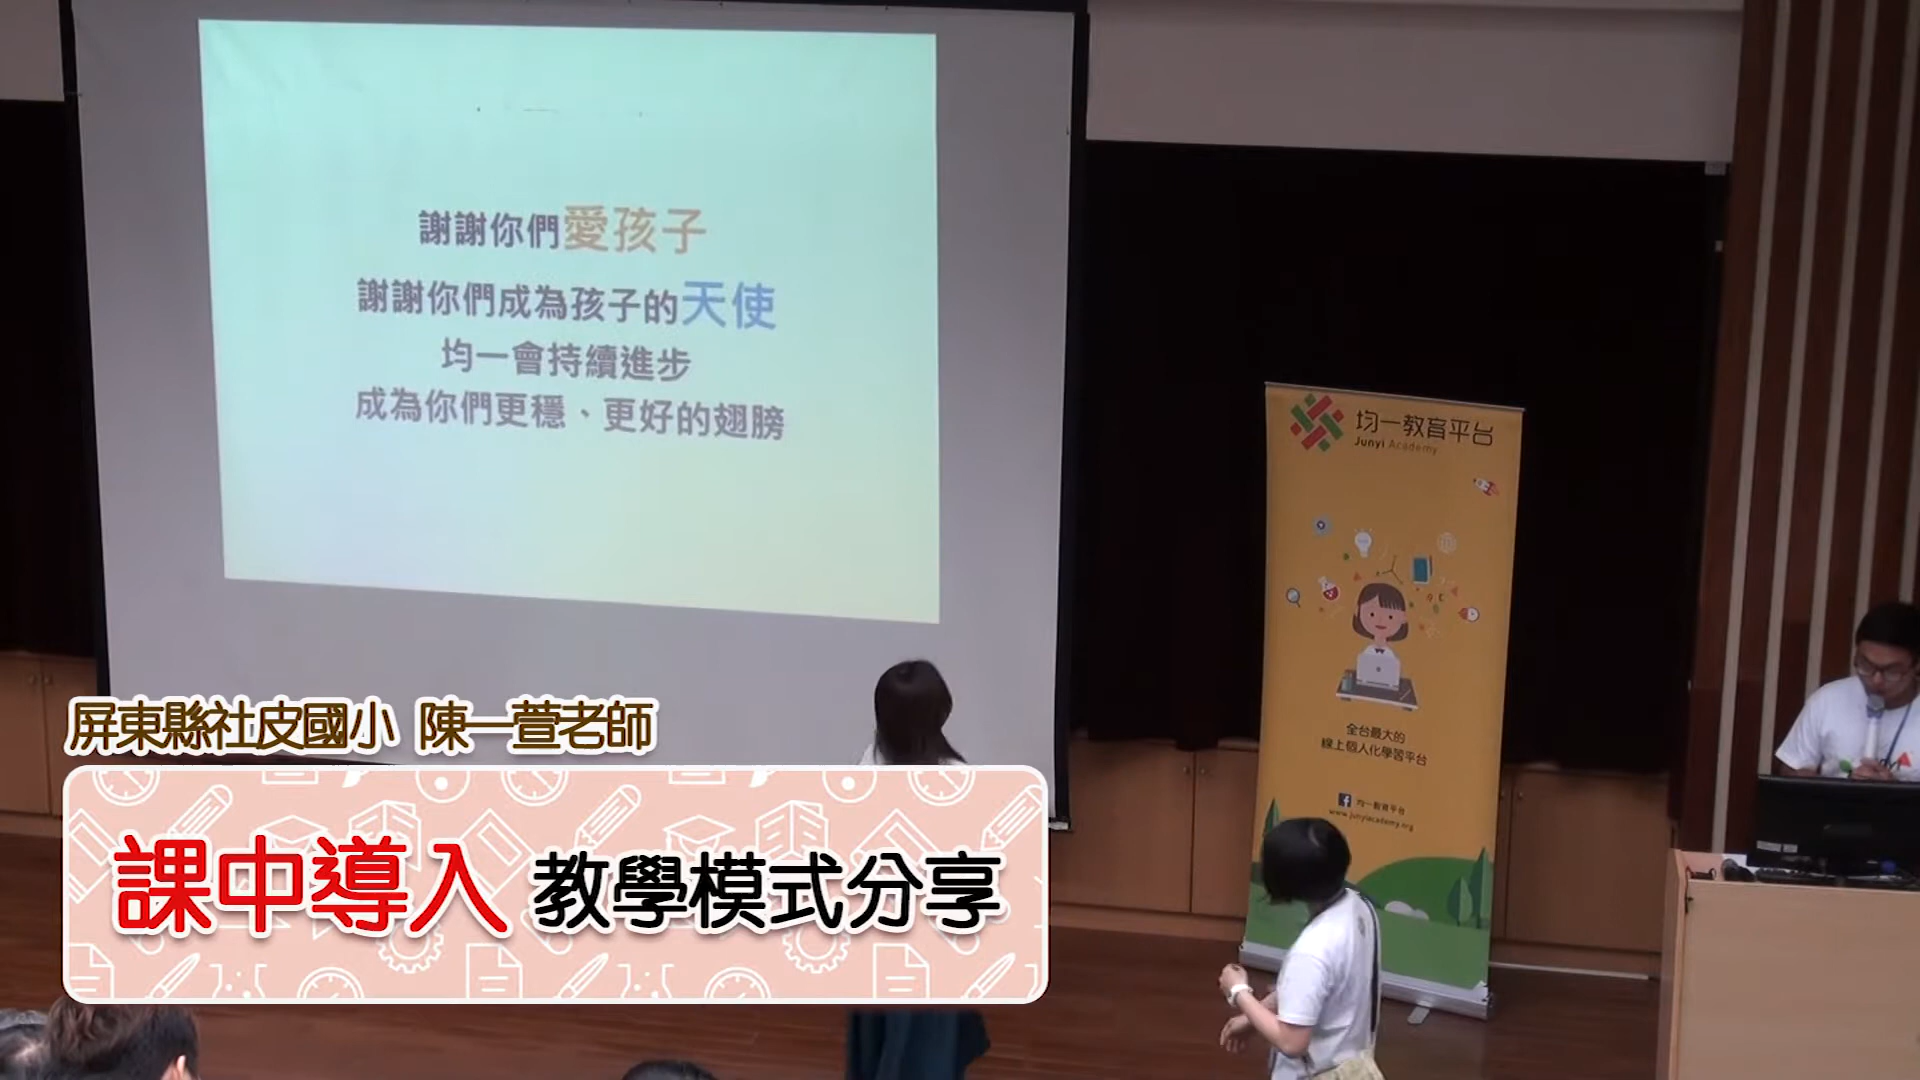 謝謝你們愛孩子
謝謝你們成為孩子的天使
均一會持續進步
成為你們更穩、更好的翅膀
均一教育平台
Junyi Academy
全台最大的
線上個人化學習平台
均一教育平台
www.junyiacademy.org
屏東縣社皮國小 陳一萱老師
課中導入 教學模式分享